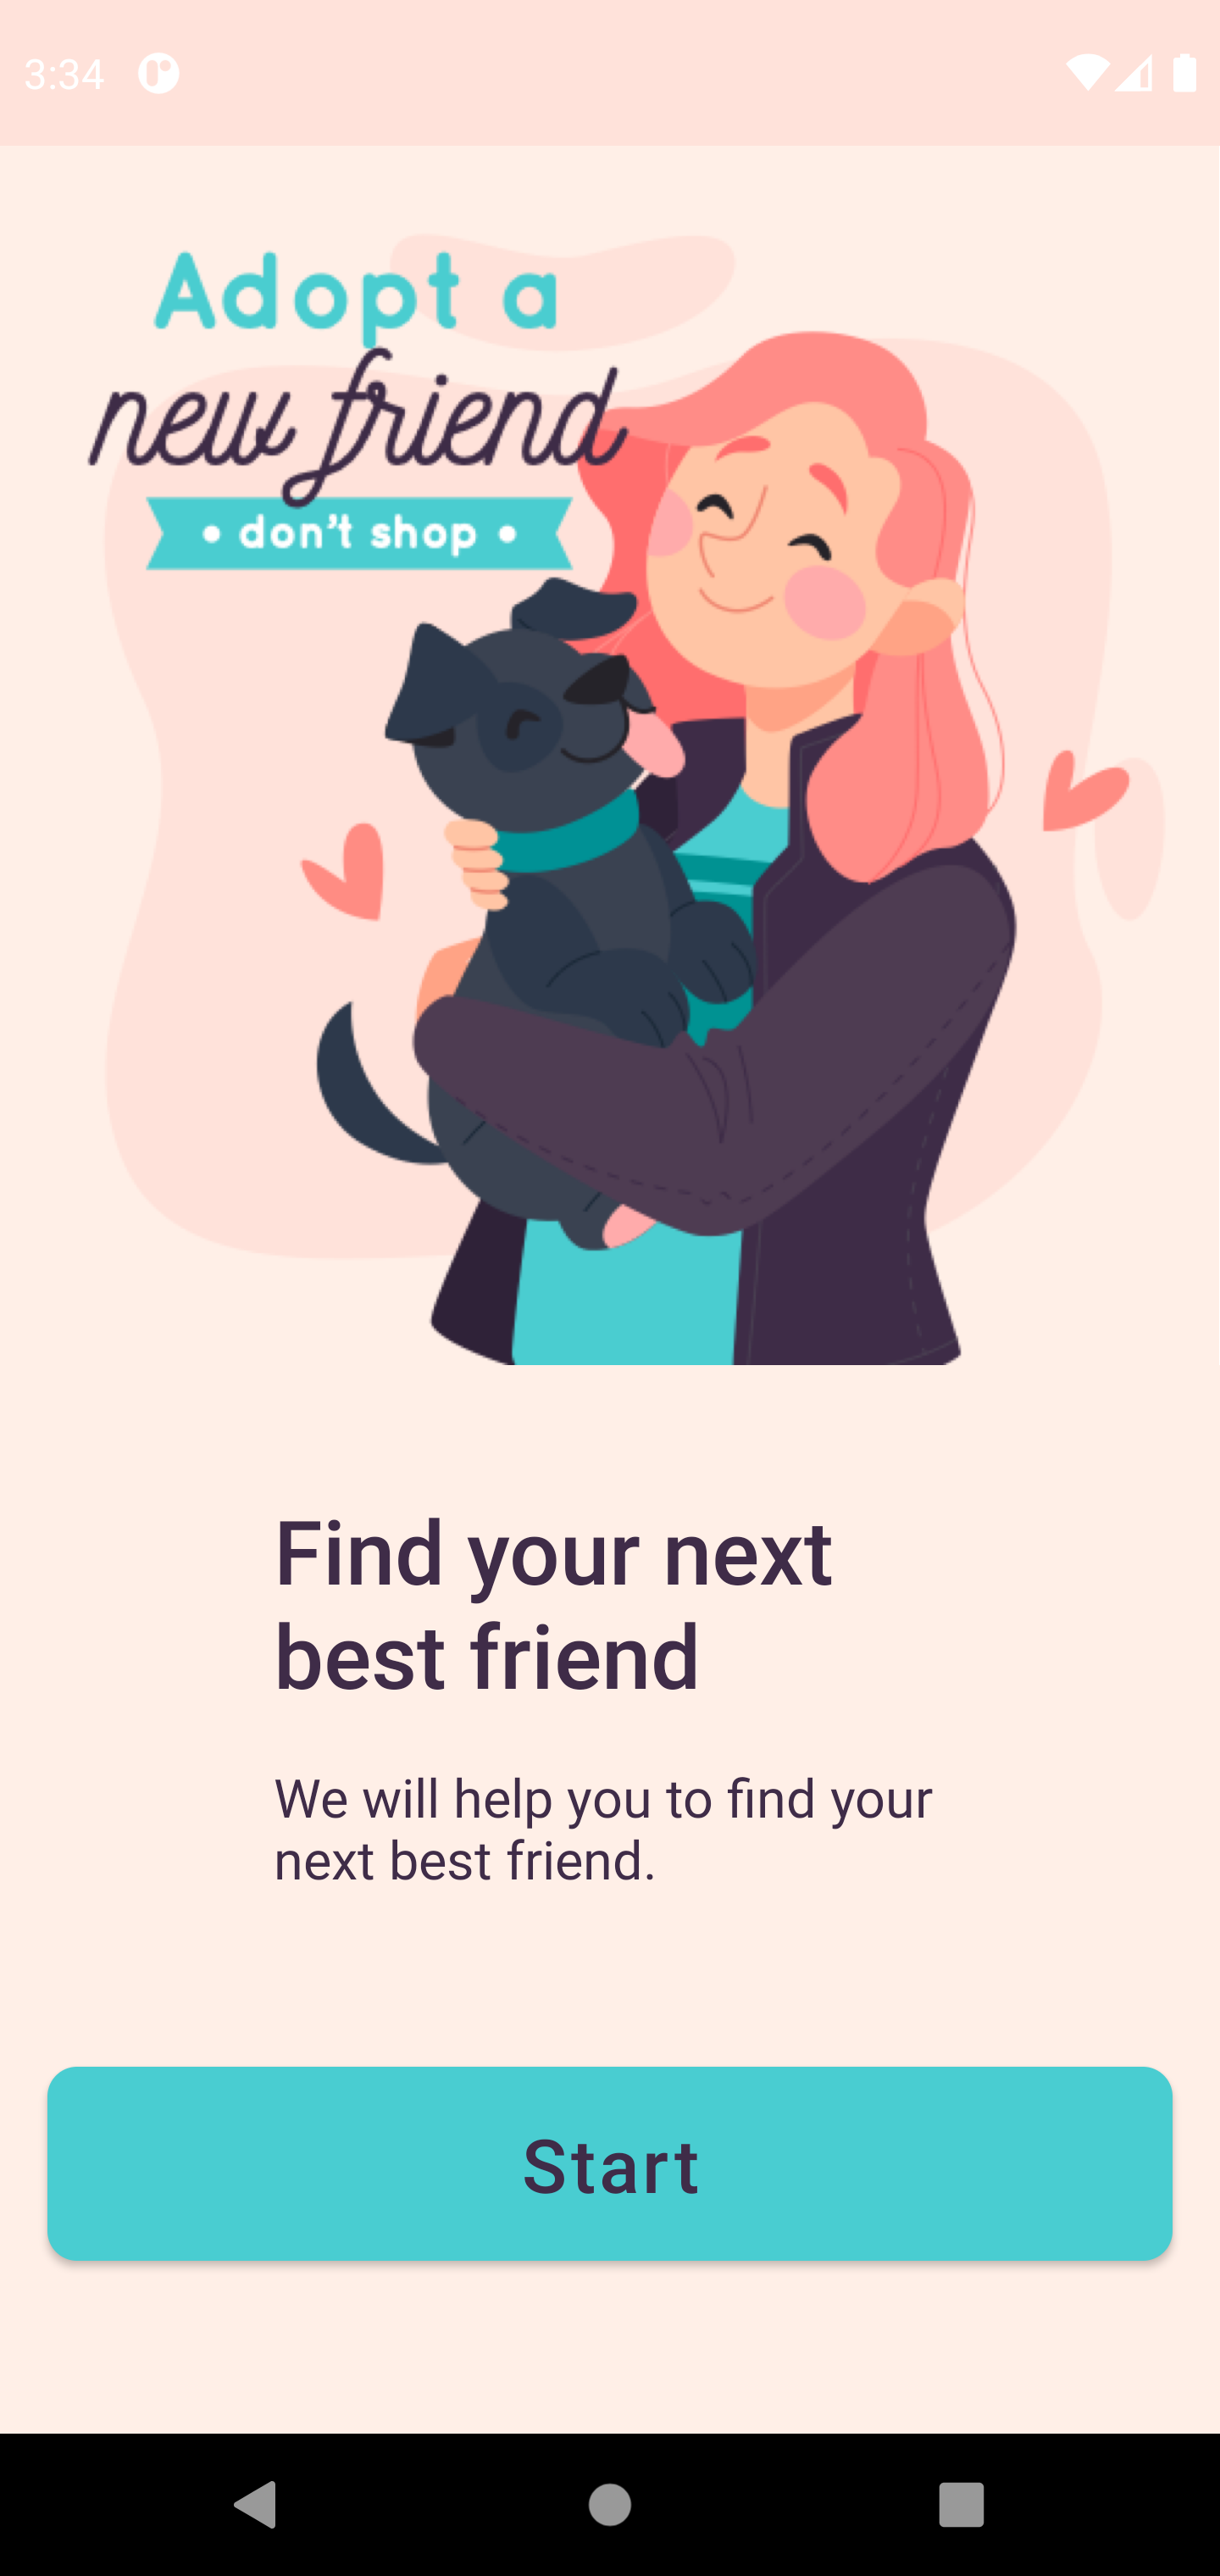 3:34
Adopt a
new friend
• don't shop •
Find your next
best friend
We will help you to find your
next best friend.
Start